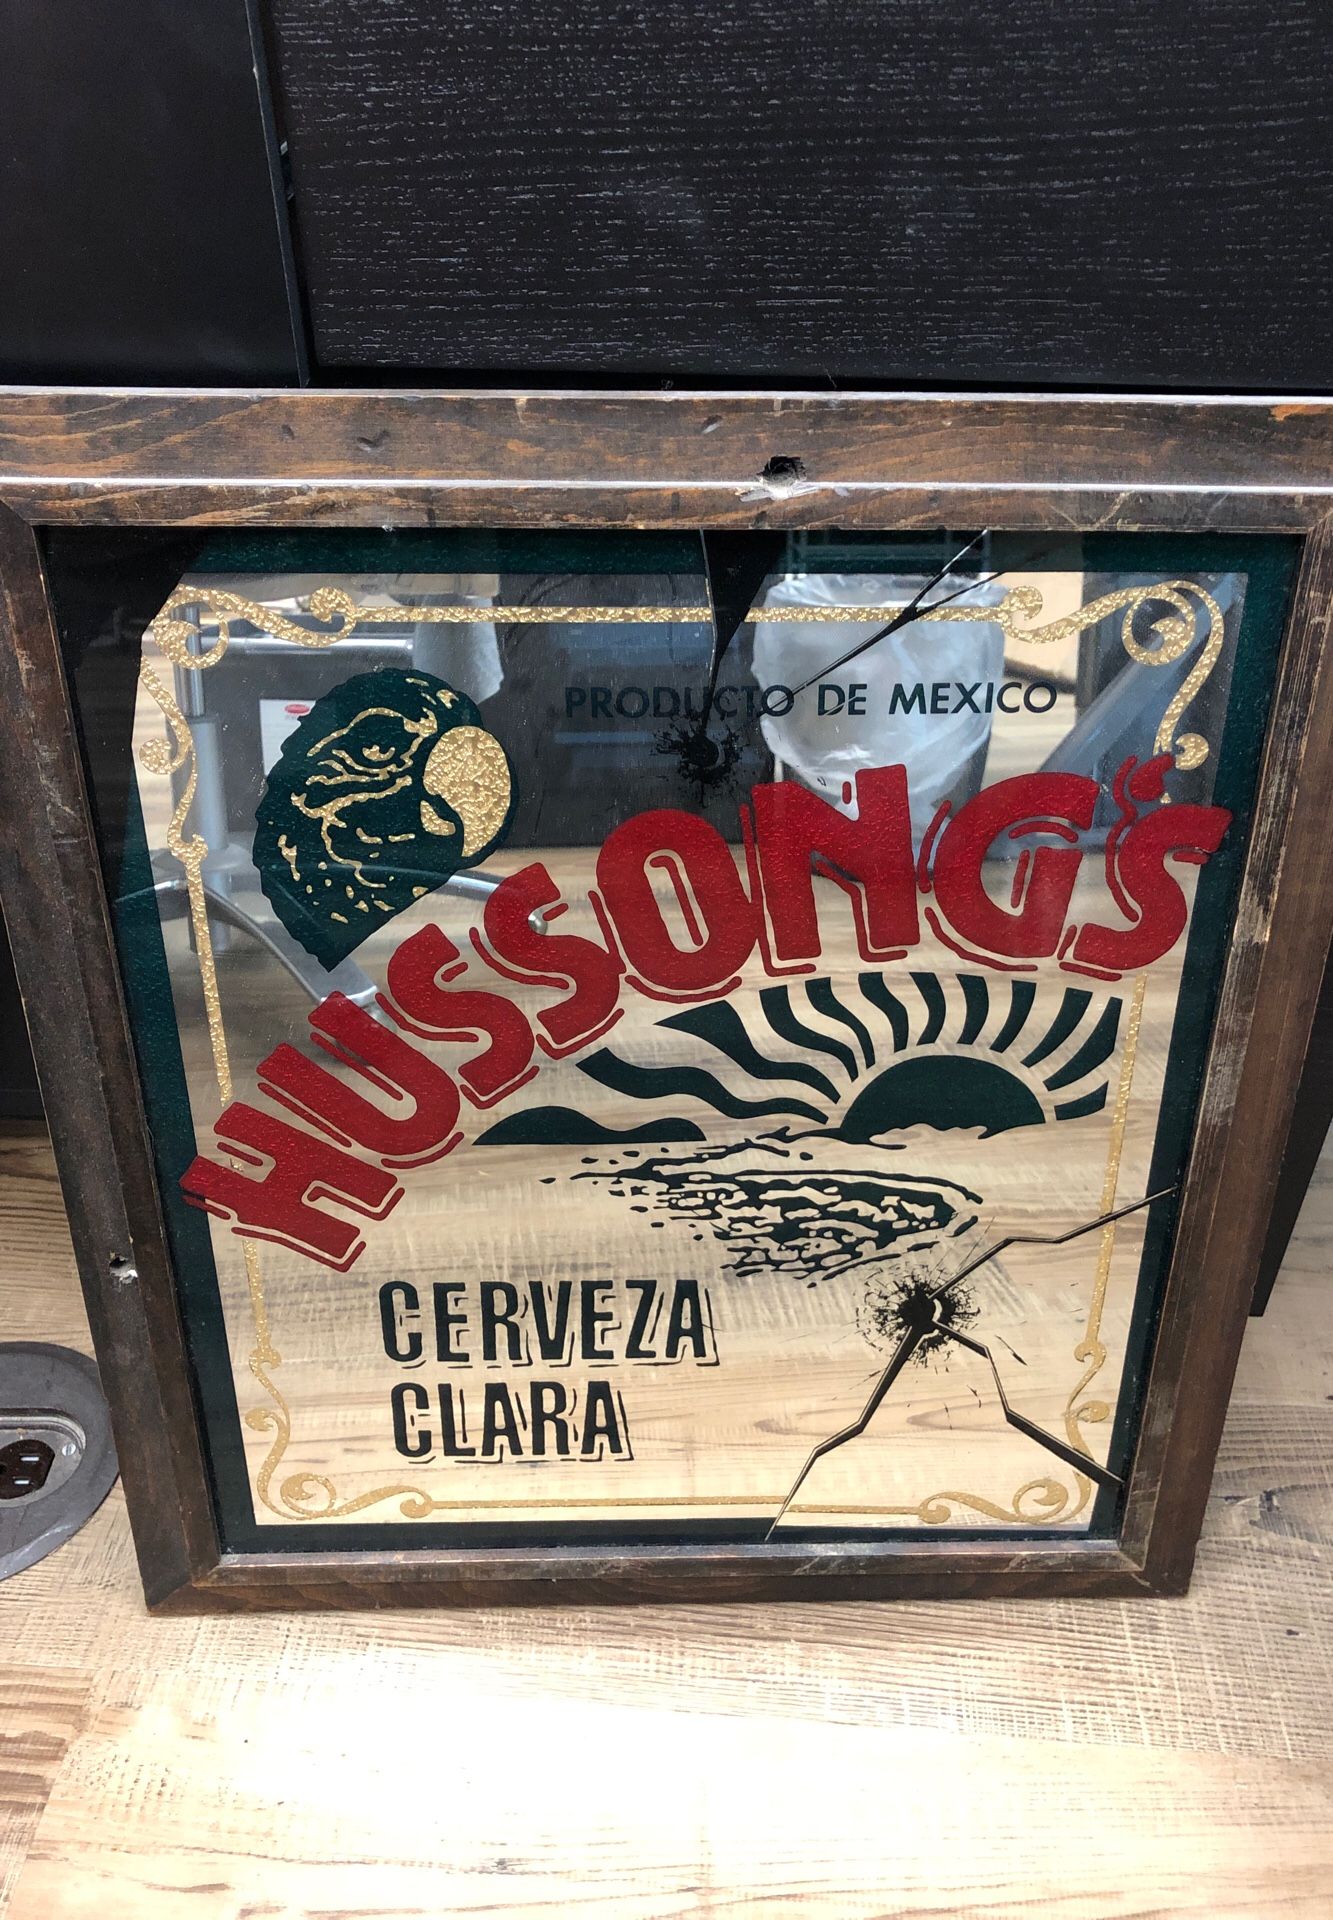 PRODUCTO DE MEXICO
HUSSONG'S
CERVEZA
CLARA